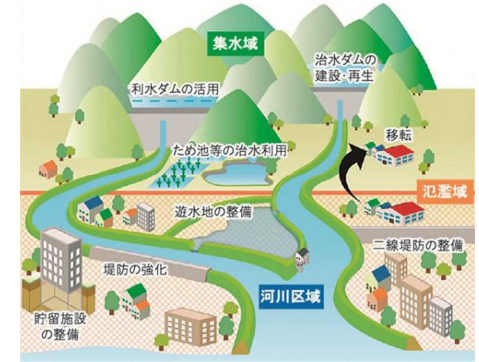 集水域
治水ダムの
建設・再生
利水ダムの活用
移転
ため池等の治水利用
氾濫域
遊水地の整備
二線堤防の整備
堤防の強化
河川区域
貯留施設
の整備